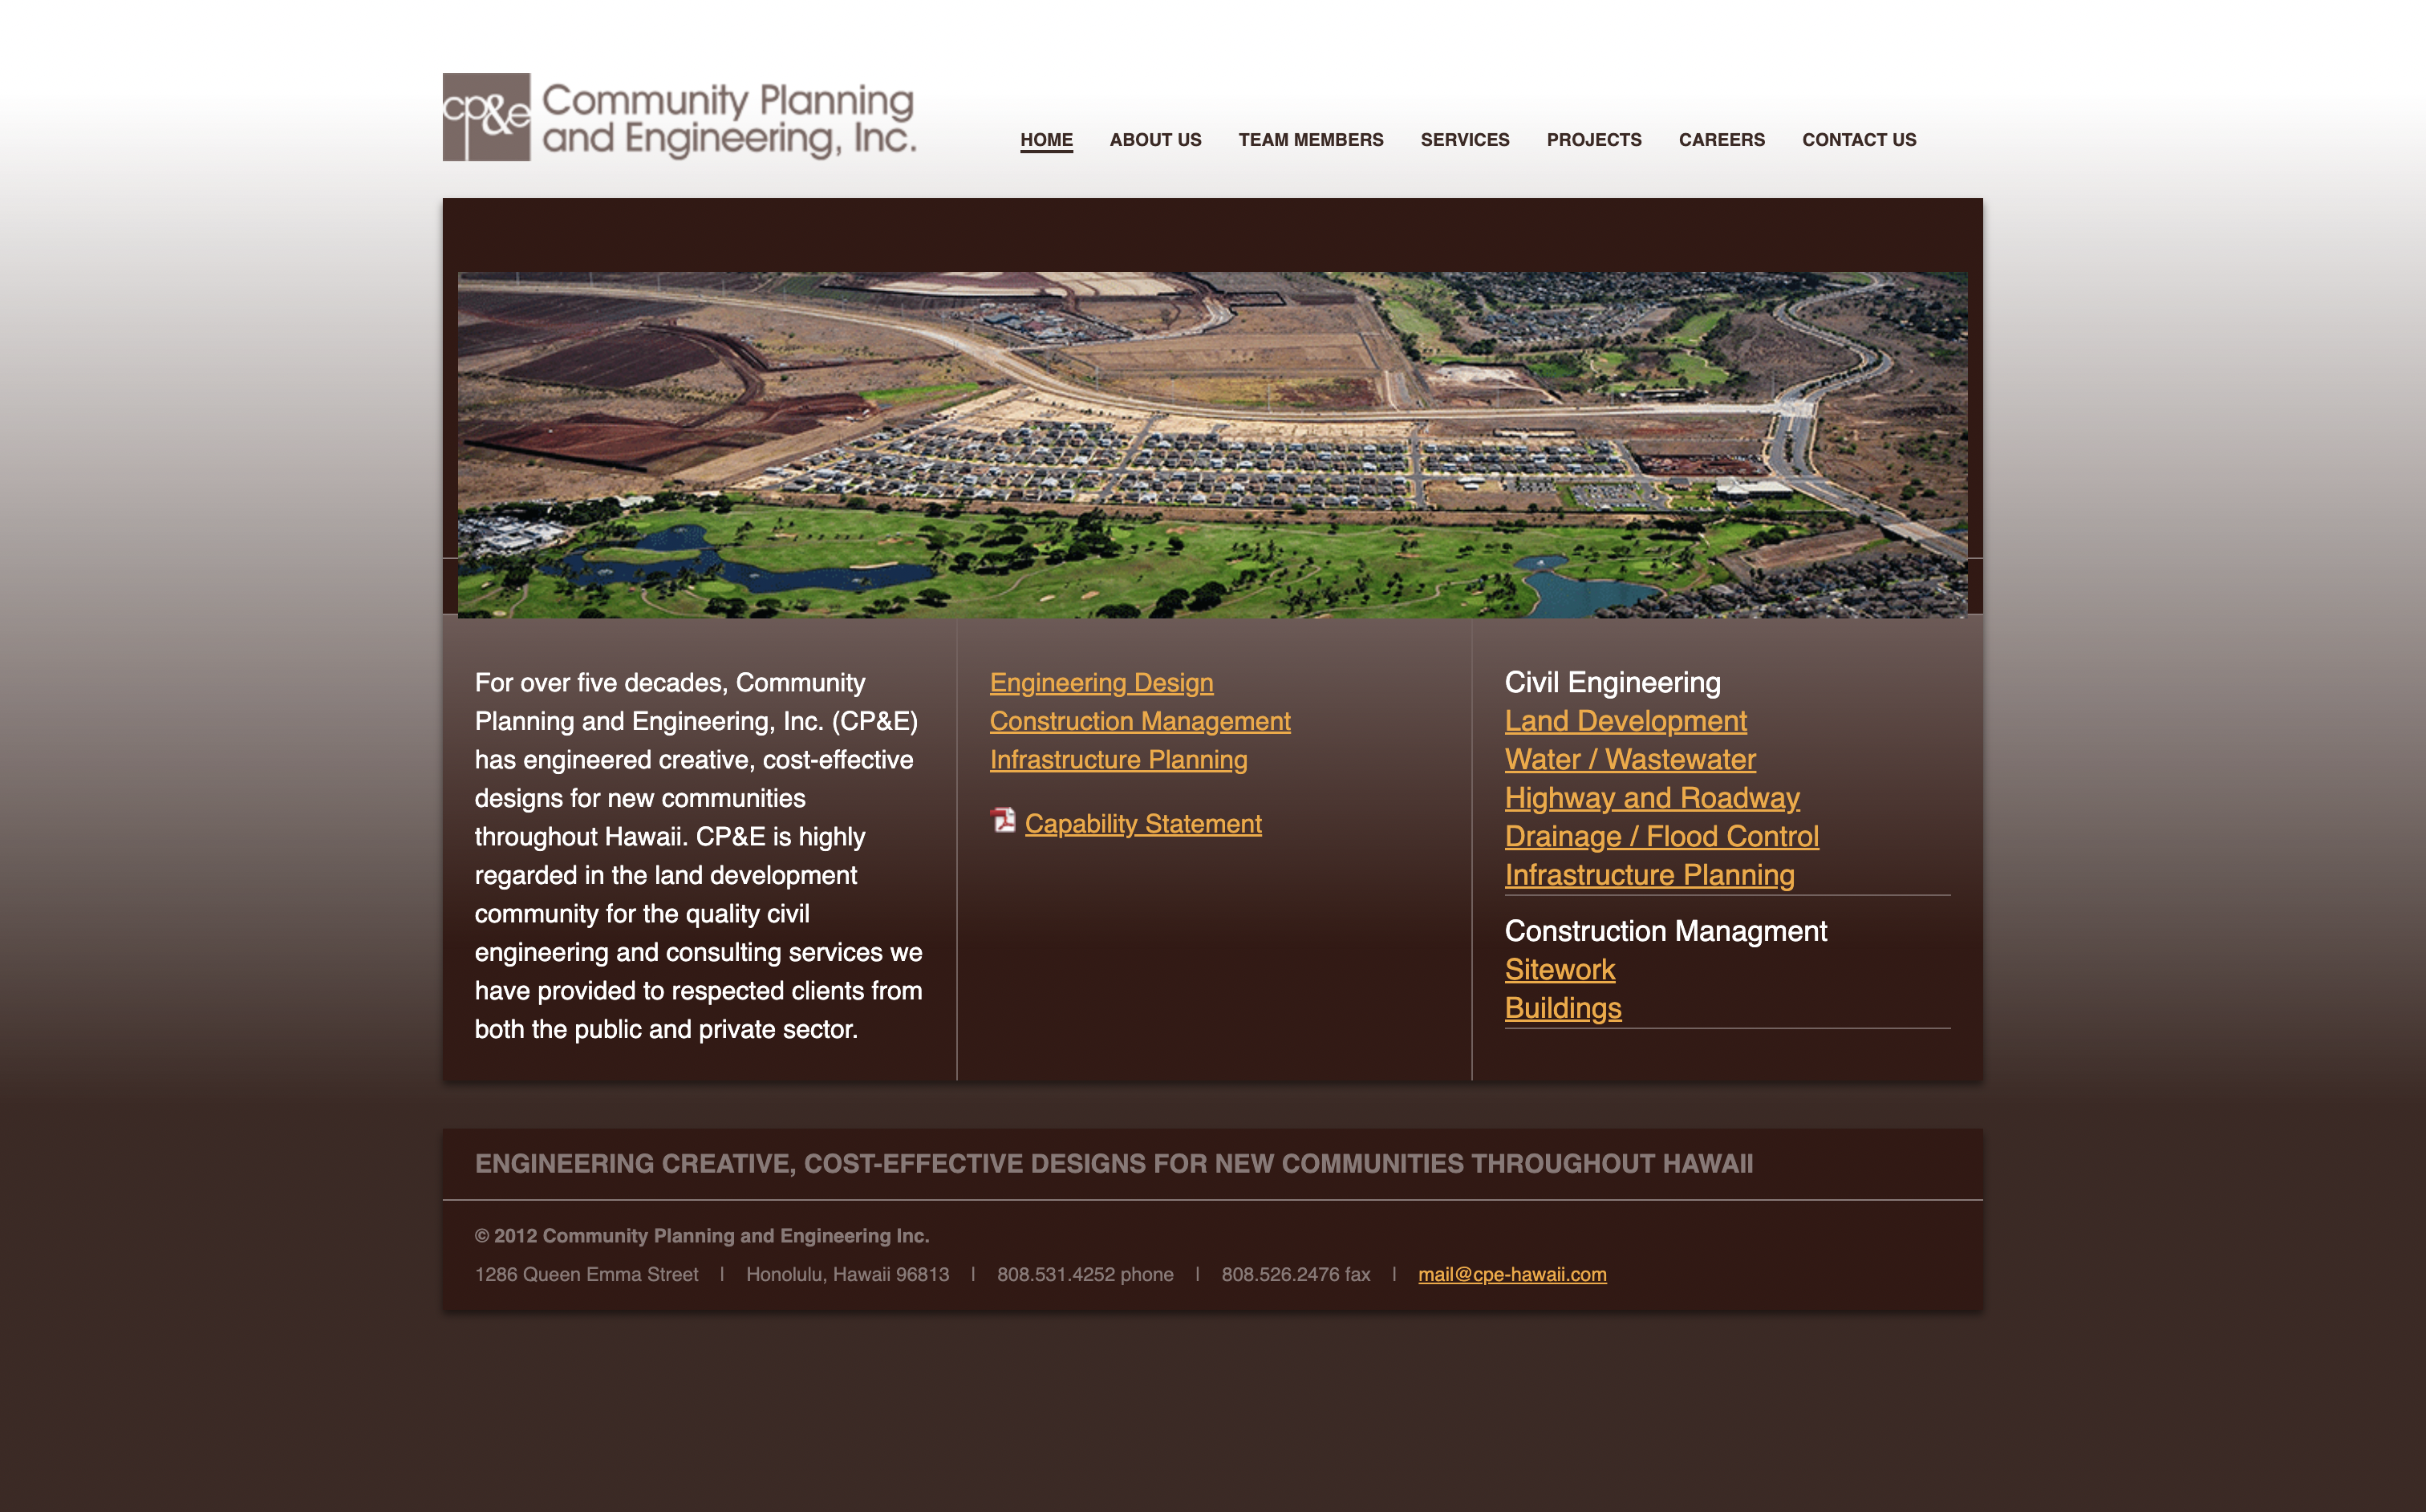 cp&e Community Planning
and Engineering, Inc.
HOME ABOUT US TEAM MEMBERS SERVICES PROJECTS CAREERS CONTACT US
For over five decades, Community
Planning and Engineering, Inc. (CP&E)
has engineered creative, cost-effective
designs for new communities
throughout Hawaii. CP&E is highly
regarded in the land development
community for the quality civil
engineering and consulting services we
have provided to respected clients from
both the public and private sector.
Engineering Design
Construction Management
Infrastructure Planning
Capability Statement
Civil Engineering
Land Development
Water / Wastewater
Highway and Roadway
Drainage / Flood Control
Infrastructure Planning
Construction Managment
Sitework
Buildings
ENGINEERING CREATIVE, COST-EFFECTIVE DESIGNS FOR NEW COMMUNITIES THROUGHOUT HAWAII
© 2012 Community Planning and Engineering Inc.
1286 Queen Emma Street | Honolulu, Hawaii 96813 | 808.531.4252 phone | 808.526.2476 fax | mail@cpe-hawaii.com